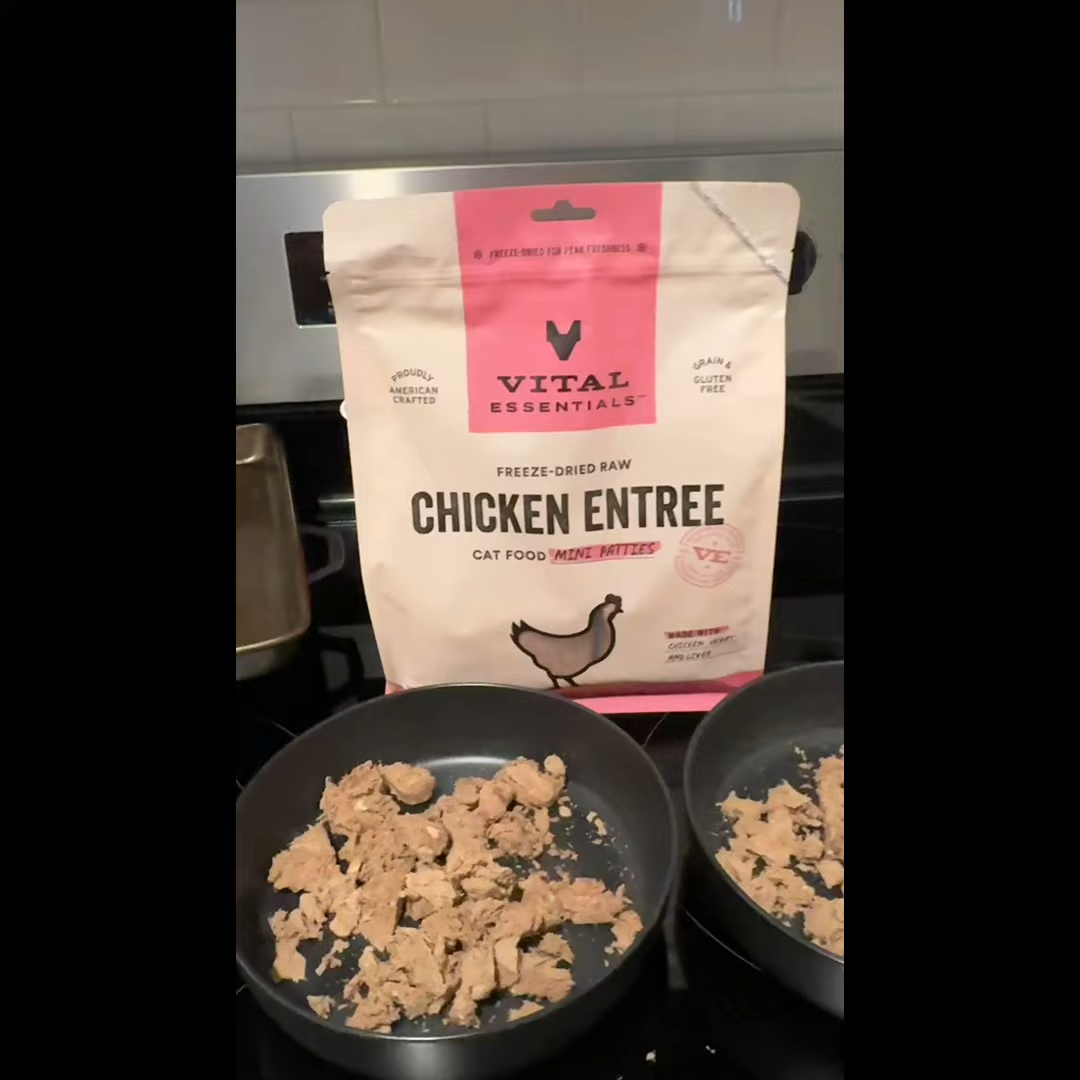 FREEZE-DRIED FOR PEAK FRESHNESS
VITAL
ESSENTIALS™
PROUDLY
AMERICAN
CRAFTED
GRAIN &
GLUTEN
FREE
FREEZE-DRIED RAW
CHICKEN ENTREE
CAT FOOD MINI PATTIES
VE
MADE WITH
CHICKEN HEART
AND LIVER